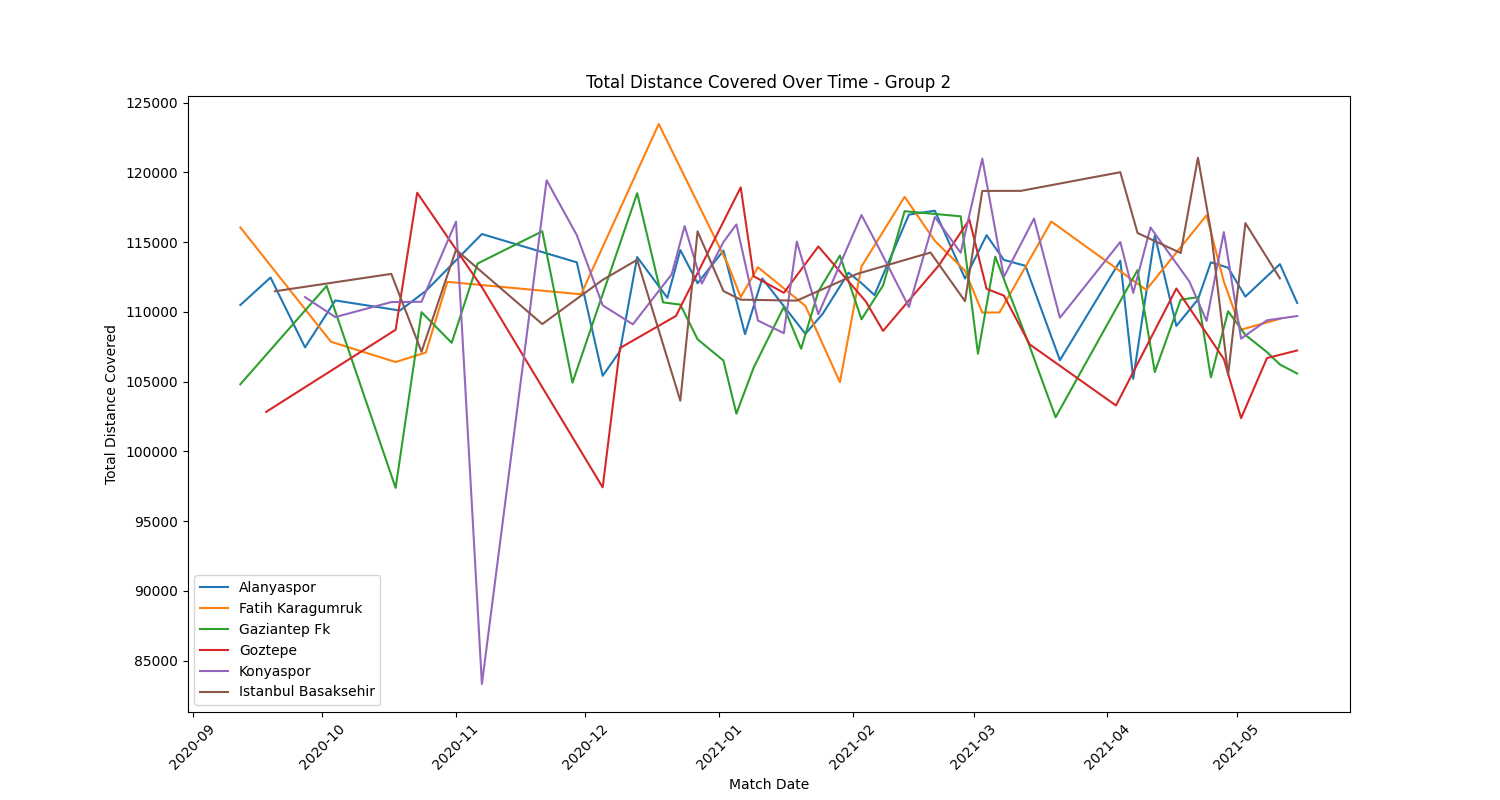 Total Distance Covered Over Time - Group 2
Total Distance Covered
125000
120000
115000
110000
105000
100000
95000
90000
85000
Alanyaspor
Fatih Karagumruk
Gaziantep Fk
Goztepe
Konyaspor
Istanbul Basaksehir
2020-09
2020-10
2020-11
2020-12
2021-01
2021-02
2021-03
2021-04
2021-05
Match Date